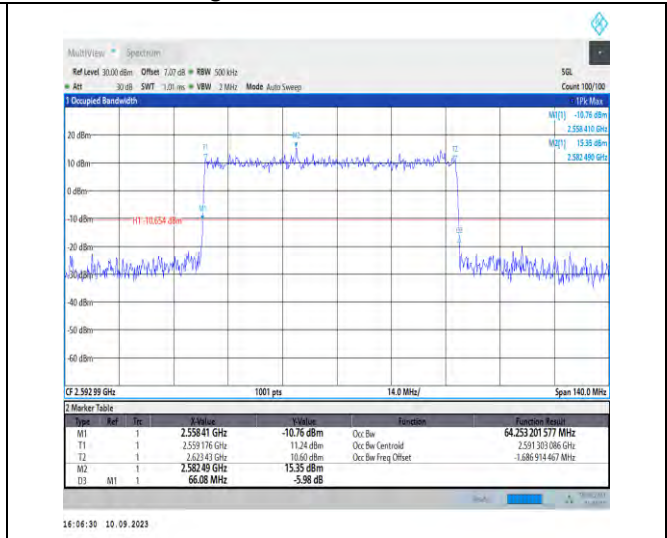 MultiView Spectrum
Ref Level 30.00 dBm Offset 7.07 dB RBW 500 kHz SGL
Att 30 dB SWT 1.01 ms VBW 2 MHz Mode Auto Sweep Count 100/100
1 Occupied Bandwidth 1Pk Max
M1[1] -10.76 dBm
2.558 410 GHz
M2[1] 15.35 dBm
2.582 490 GHz
20 dBm
10 dBm
0 dBm
-10 dBm
H1 -10.654 dBm
-20 dBm
-30 dBm
-40 dBm
-50 dBm
-60 dBm
T1
M2
T2
M1
D3
CF 2.592 99 GHz 1001 pts 14.0 MHz/ Span 140.0 MHz
2 Marker Table
Type Ref Trc X-Value Y-Value Function Function Result
M1 1 2.558 41 GHz -10.76 dBm Occ Bw 64.253 201 577 MHz
T1 1 2.559 176 GHz 11.24 dBm Occ Bw Centroid 2.591 303 086 GHz
T2 1 2.623 43 GHz 10.60 dBm Occ Bw Freq Offset -1.686 914 467 MHz
M2 1 2.582 49 GHz 15.35 dBm
D3 M1 1 66.08 MHz -5.98 dB
16:06:30 10.09.2023